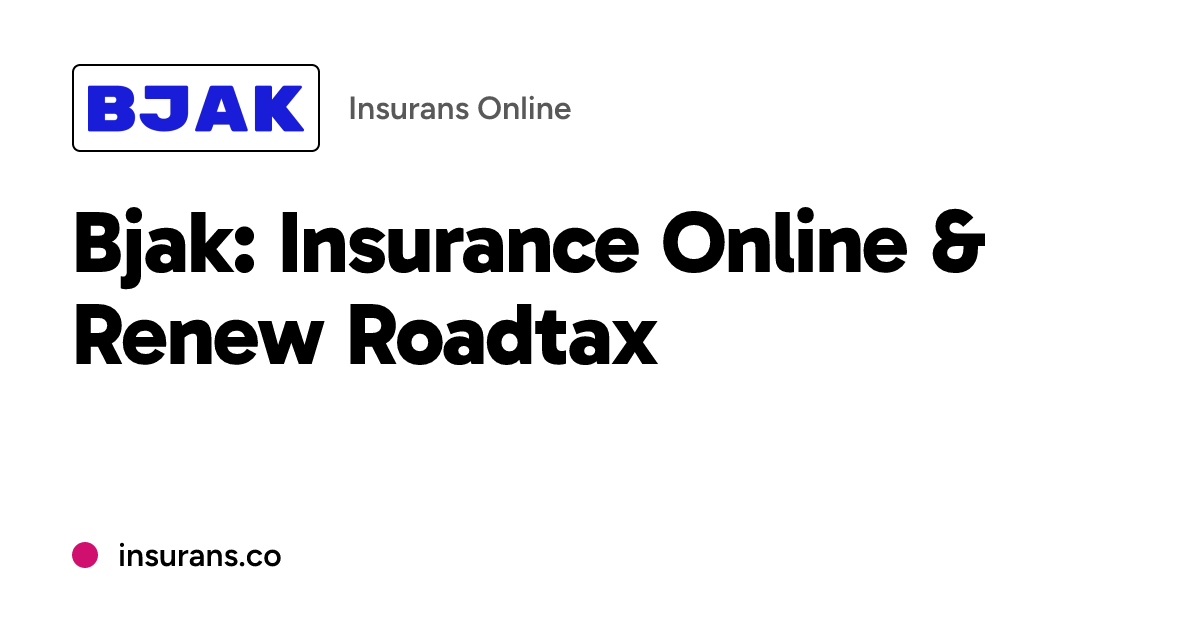 BJAK
Insurans Online
Bjak: Insurance Online &
Renew Roadtax
insurans.co